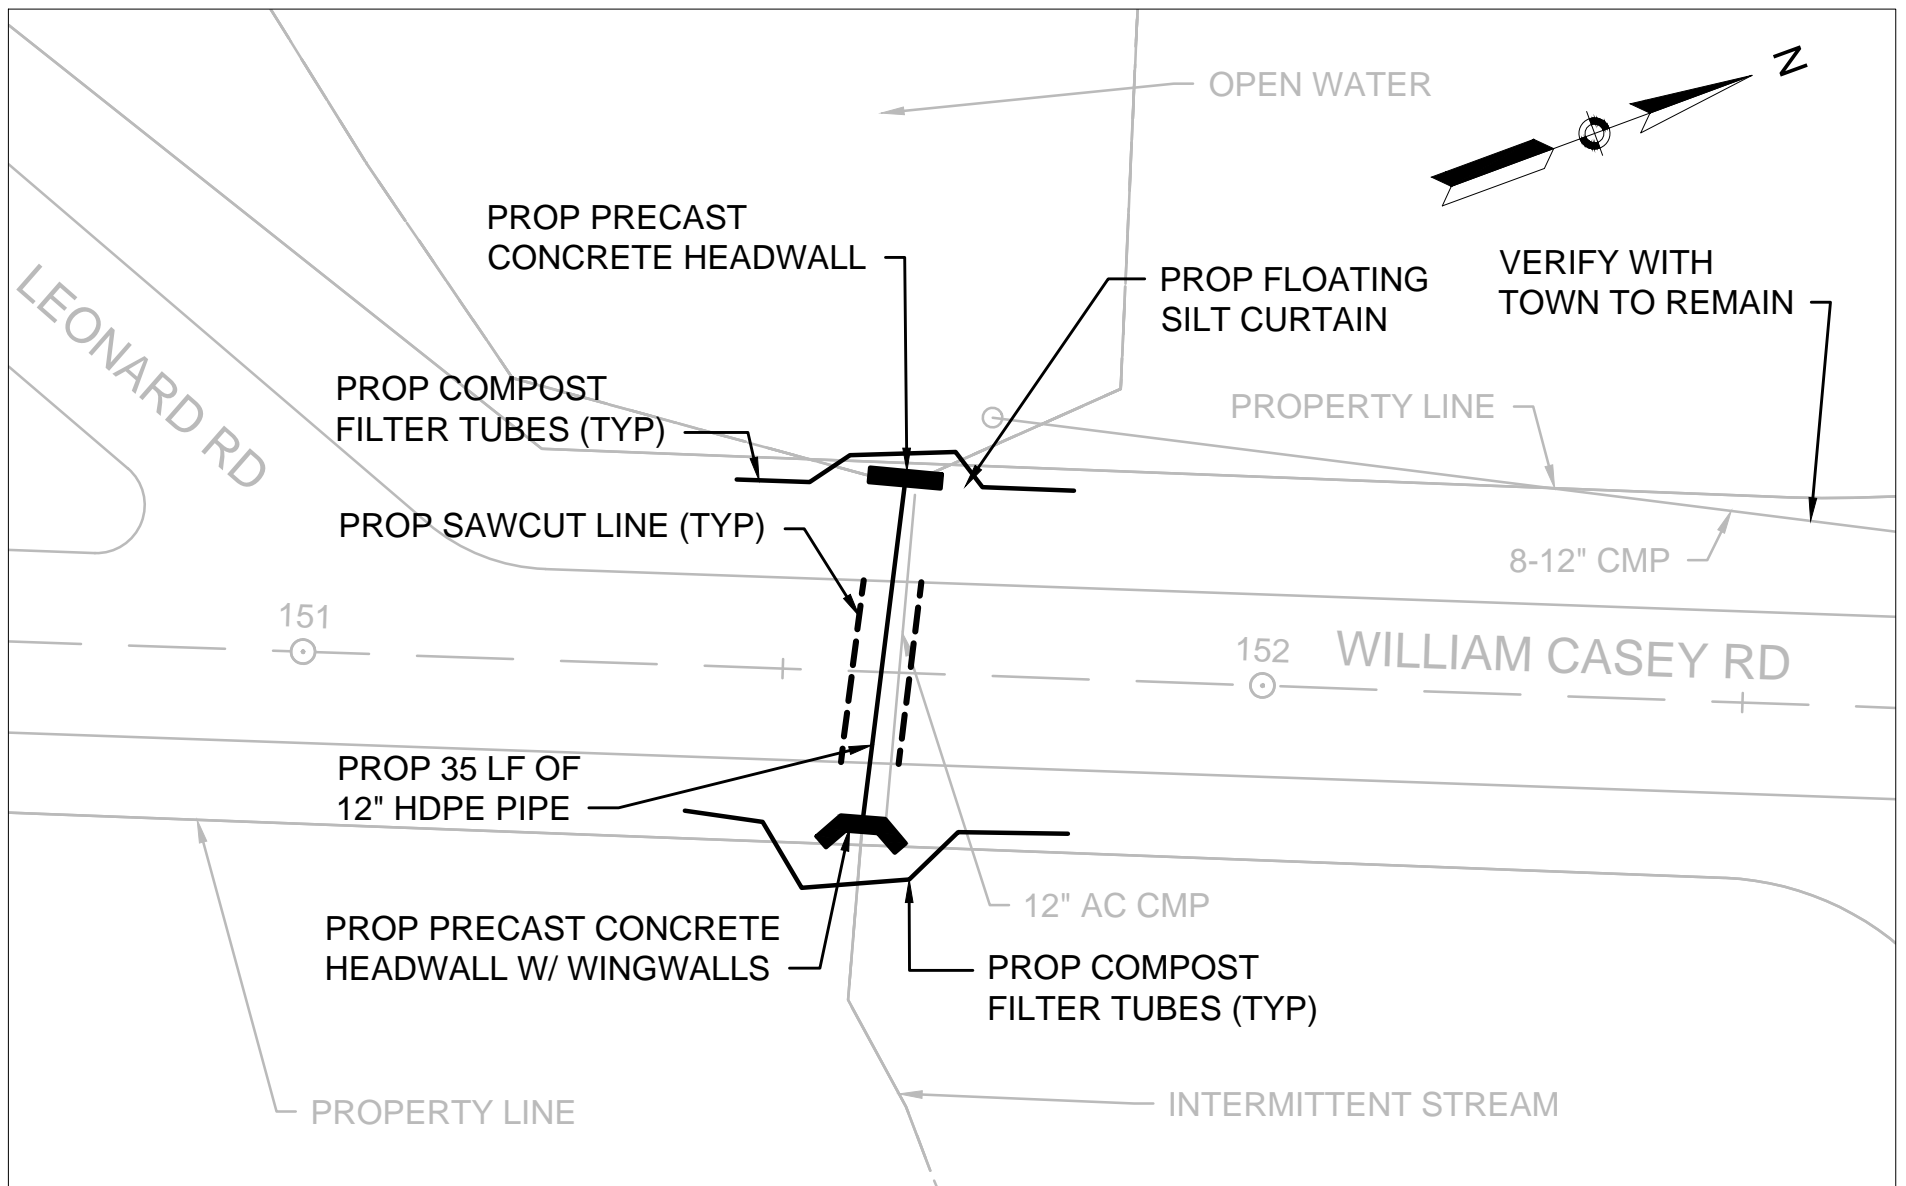 OPEN WATER
N
PROP PRECAST
CONCRETE HEADWALL
PROP FLOATING
SILT CURTAIN
VERIFY WITH
TOWN TO REMAIN
LEONARD RD
PROP COMPOST
FILTER TUBES (TYP)
PROPERTY LINE
PROP SAWCUT LINE (TYP)
8-12" CMP
151
152
WILLIAM CASEY RD
PROP 35 LF OF
12" HDPE PIPE
12" AC CMP
PROP PRECAST CONCRETE
HEADWALL W/ WINGWALLS
PROP COMPOST
FILTER TUBES (TYP)
PROPERTY LINE
INTERMITTENT STREAM